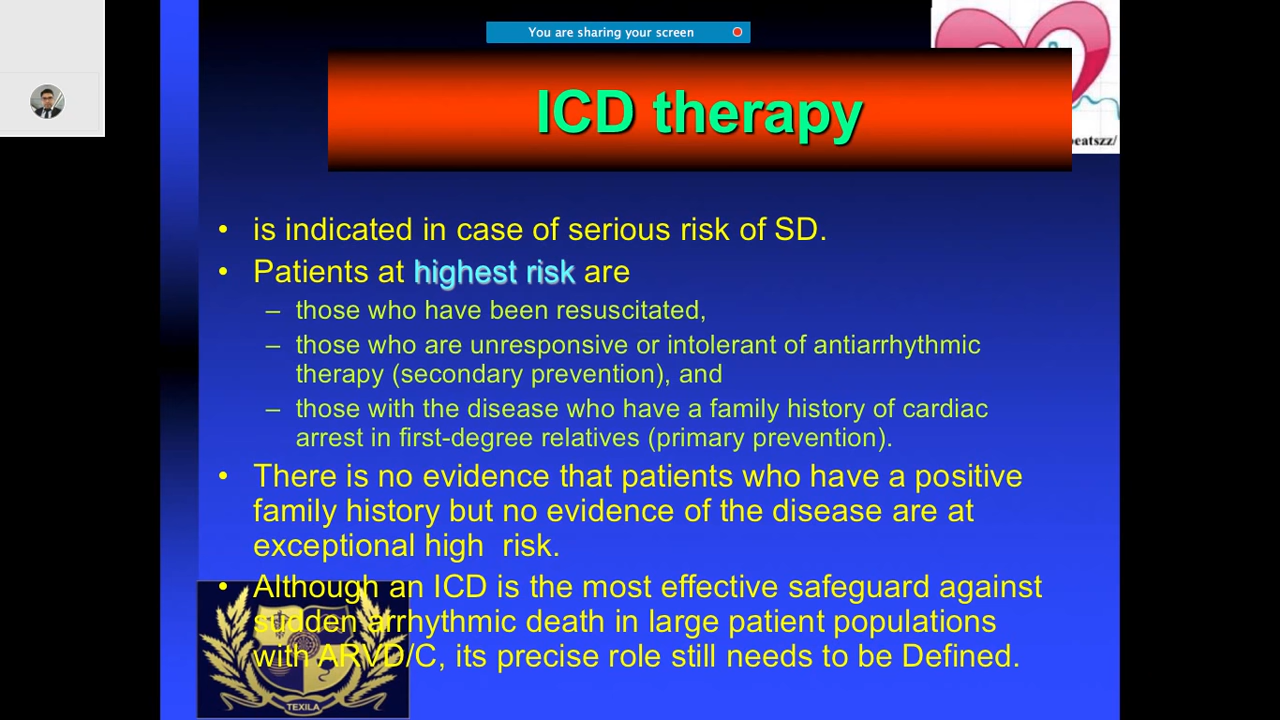 You are sharing your screen
ICD therapy
beatszz/
• is indicated in case of serious risk of SD.
• Patients at highest risk are
– those who have been resuscitated,
– those who are unresponsive or intolerant of antiarrhythmic
therapy (secondary prevention), and
– those with the disease who have a family history of cardiac
arrest in first-degree relatives (primary prevention).
• There is no evidence that patients who have a positive
family history but no evidence of the disease are at
exceptional high risk.
• Although an ICD is the most effective safeguard against
sudden arrhythmic death in large patient populations
with ARVD/C, its precise role still needs to be Defined.
TEXILA